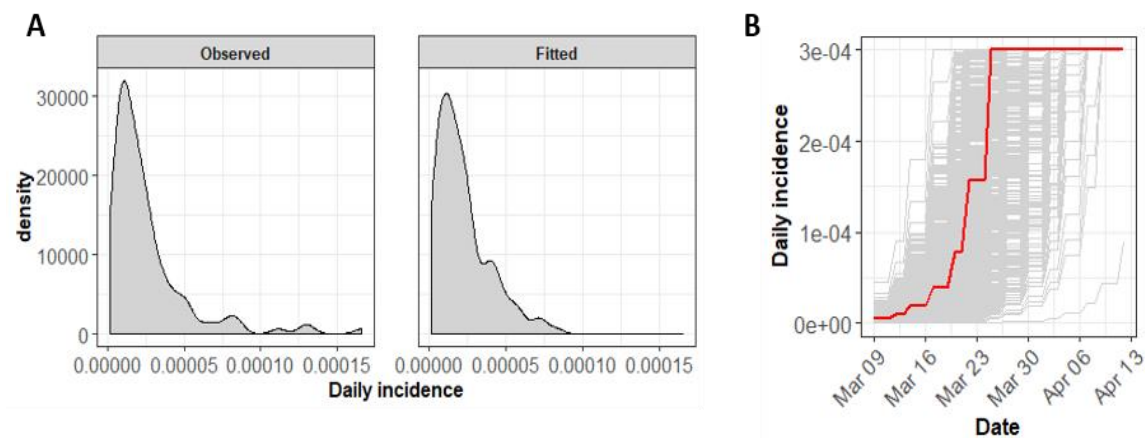 A
Observed
Fitted
density
30000
20000
10000
0
0.00000 0.00005 0.00010 0.00015
0.00000 0.00005 0.00010 0.00015
Daily incidence
B
Daily incidence
3e-04
2e-04
1e-04
0e+00
Mar 09
Mar 16
Mar 23
Mar 30
Apr 06
Apr 13
Date